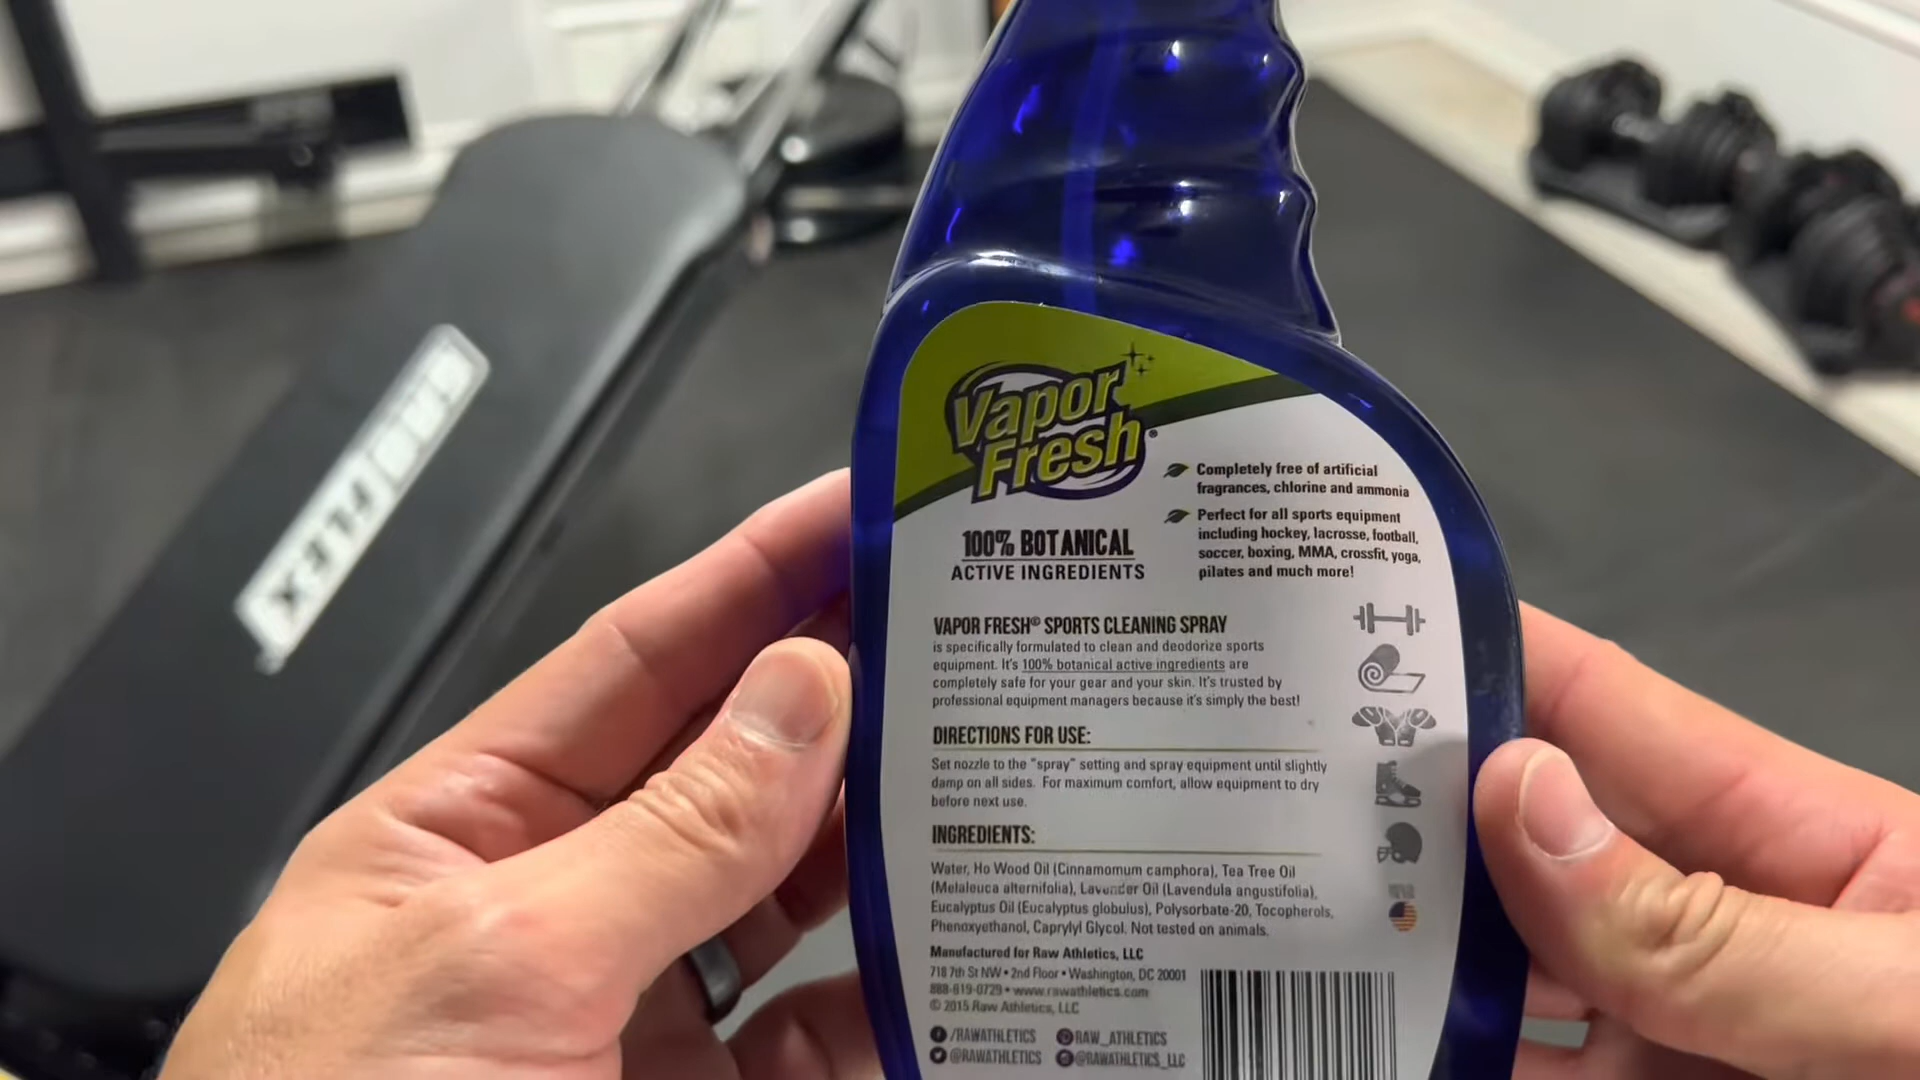 Vapor
Fresh®
100% BOTANICAL
ACTIVE INGREDIENTS
Completely free of artificial
fragrances, chlorine and ammonia
Perfect for all sports equipment
including hockey, lacrosse, football,
soccer, boxing, MMA, crossfit, yoga,
pilates and much more!
VAPOR FRESH® SPORTS CLEANING SPRAY
is specifically formulated to clean and deodorize sports
equipment. It's 100% botanical active ingredients are
completely safe for your gear and your skin. It's trusted by
professional equipment managers because it's simply the best!
DIRECTIONS FOR USE:
Set nozzle to the "spray" setting and spray equipment until slightly
damp on all sides. For maximum comfort, allow equipment to dry
before next use.
INGREDIENTS:
Water, Ho Wood Oil (Cinnamomum camphora), Tea Tree Oil
(Melaleuca alternifolia), Lavender Oil (Lavendula angustifolia),
Eucalyptus Oil (Eucalyptus globulus), Polysorbate-20, Tocopherols,
Phenoxyethanol, Caprylyl Glycol. Not tested on animals.
Manufactured for Raw Athletics, LLC
718 7th St NW • 2nd Floor • Washington, DC 20001
888-619-0729 • www.rawathletics.com
© 2015 Raw Athletics, LLC
/RAWATHLETICS
RAW_ATHLETICS
@RAWATHLETICS
@RAWATHLETICS_LLC
FLEX